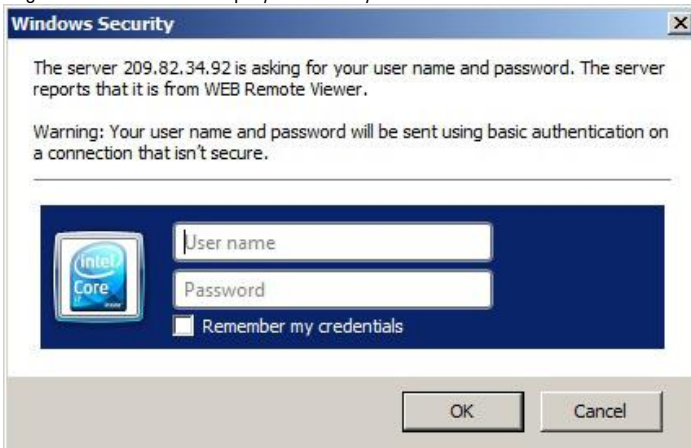 Windows Security
The server 209.82.34.92 is asking for your user name and password. The server
reports that it is from WEB Remote Viewer.
Warning: Your user name and password will be sent using basic authentication on
a connection that isn't secure.
(intel)
Core
i7
User name
Password
Remember my credentials
OK
Cancel